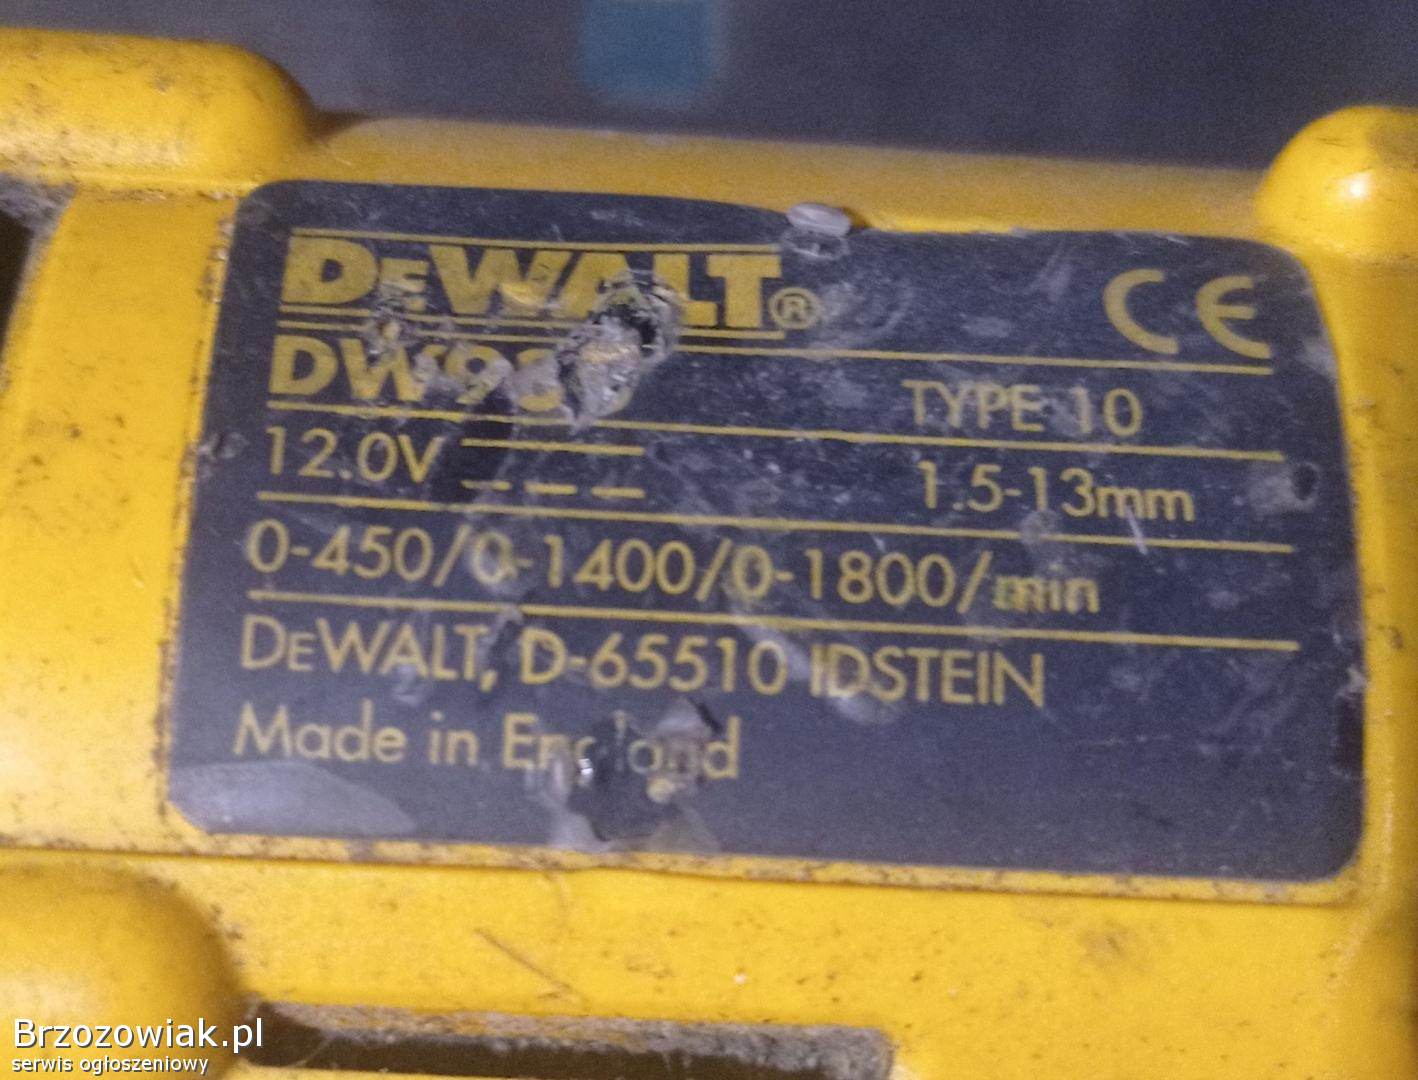 DEWALT®
CE
TYPE 10
12.0V
1.5-13mm
0-450/0-1400/0-1800/min
DEWALT, D-65510 IDSTEIN
Made in England
Brzozowiak.pl
serwis ogłoszeniowy